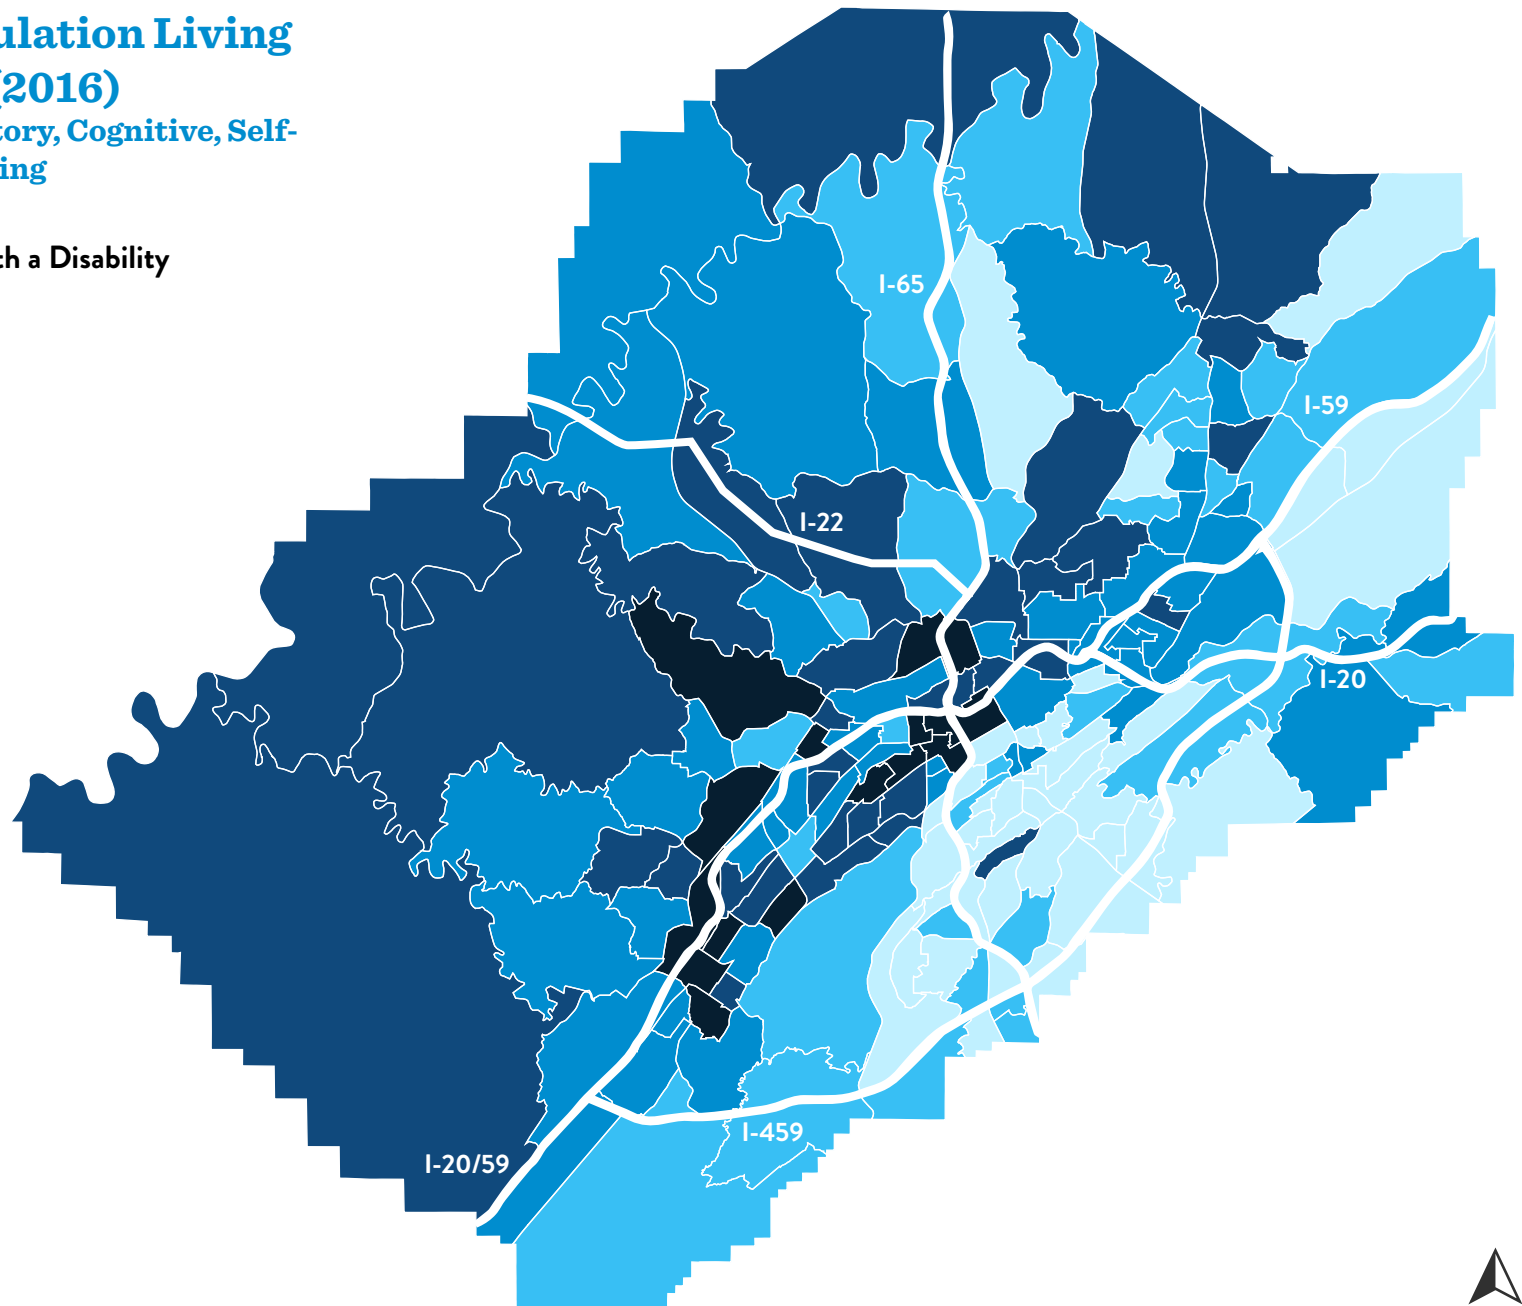 ulation Living
(2016)
tory, Cognitive, Self-
ing
th a Disability
I-65
I-59
I-22
I-20
I-459
I-20/59